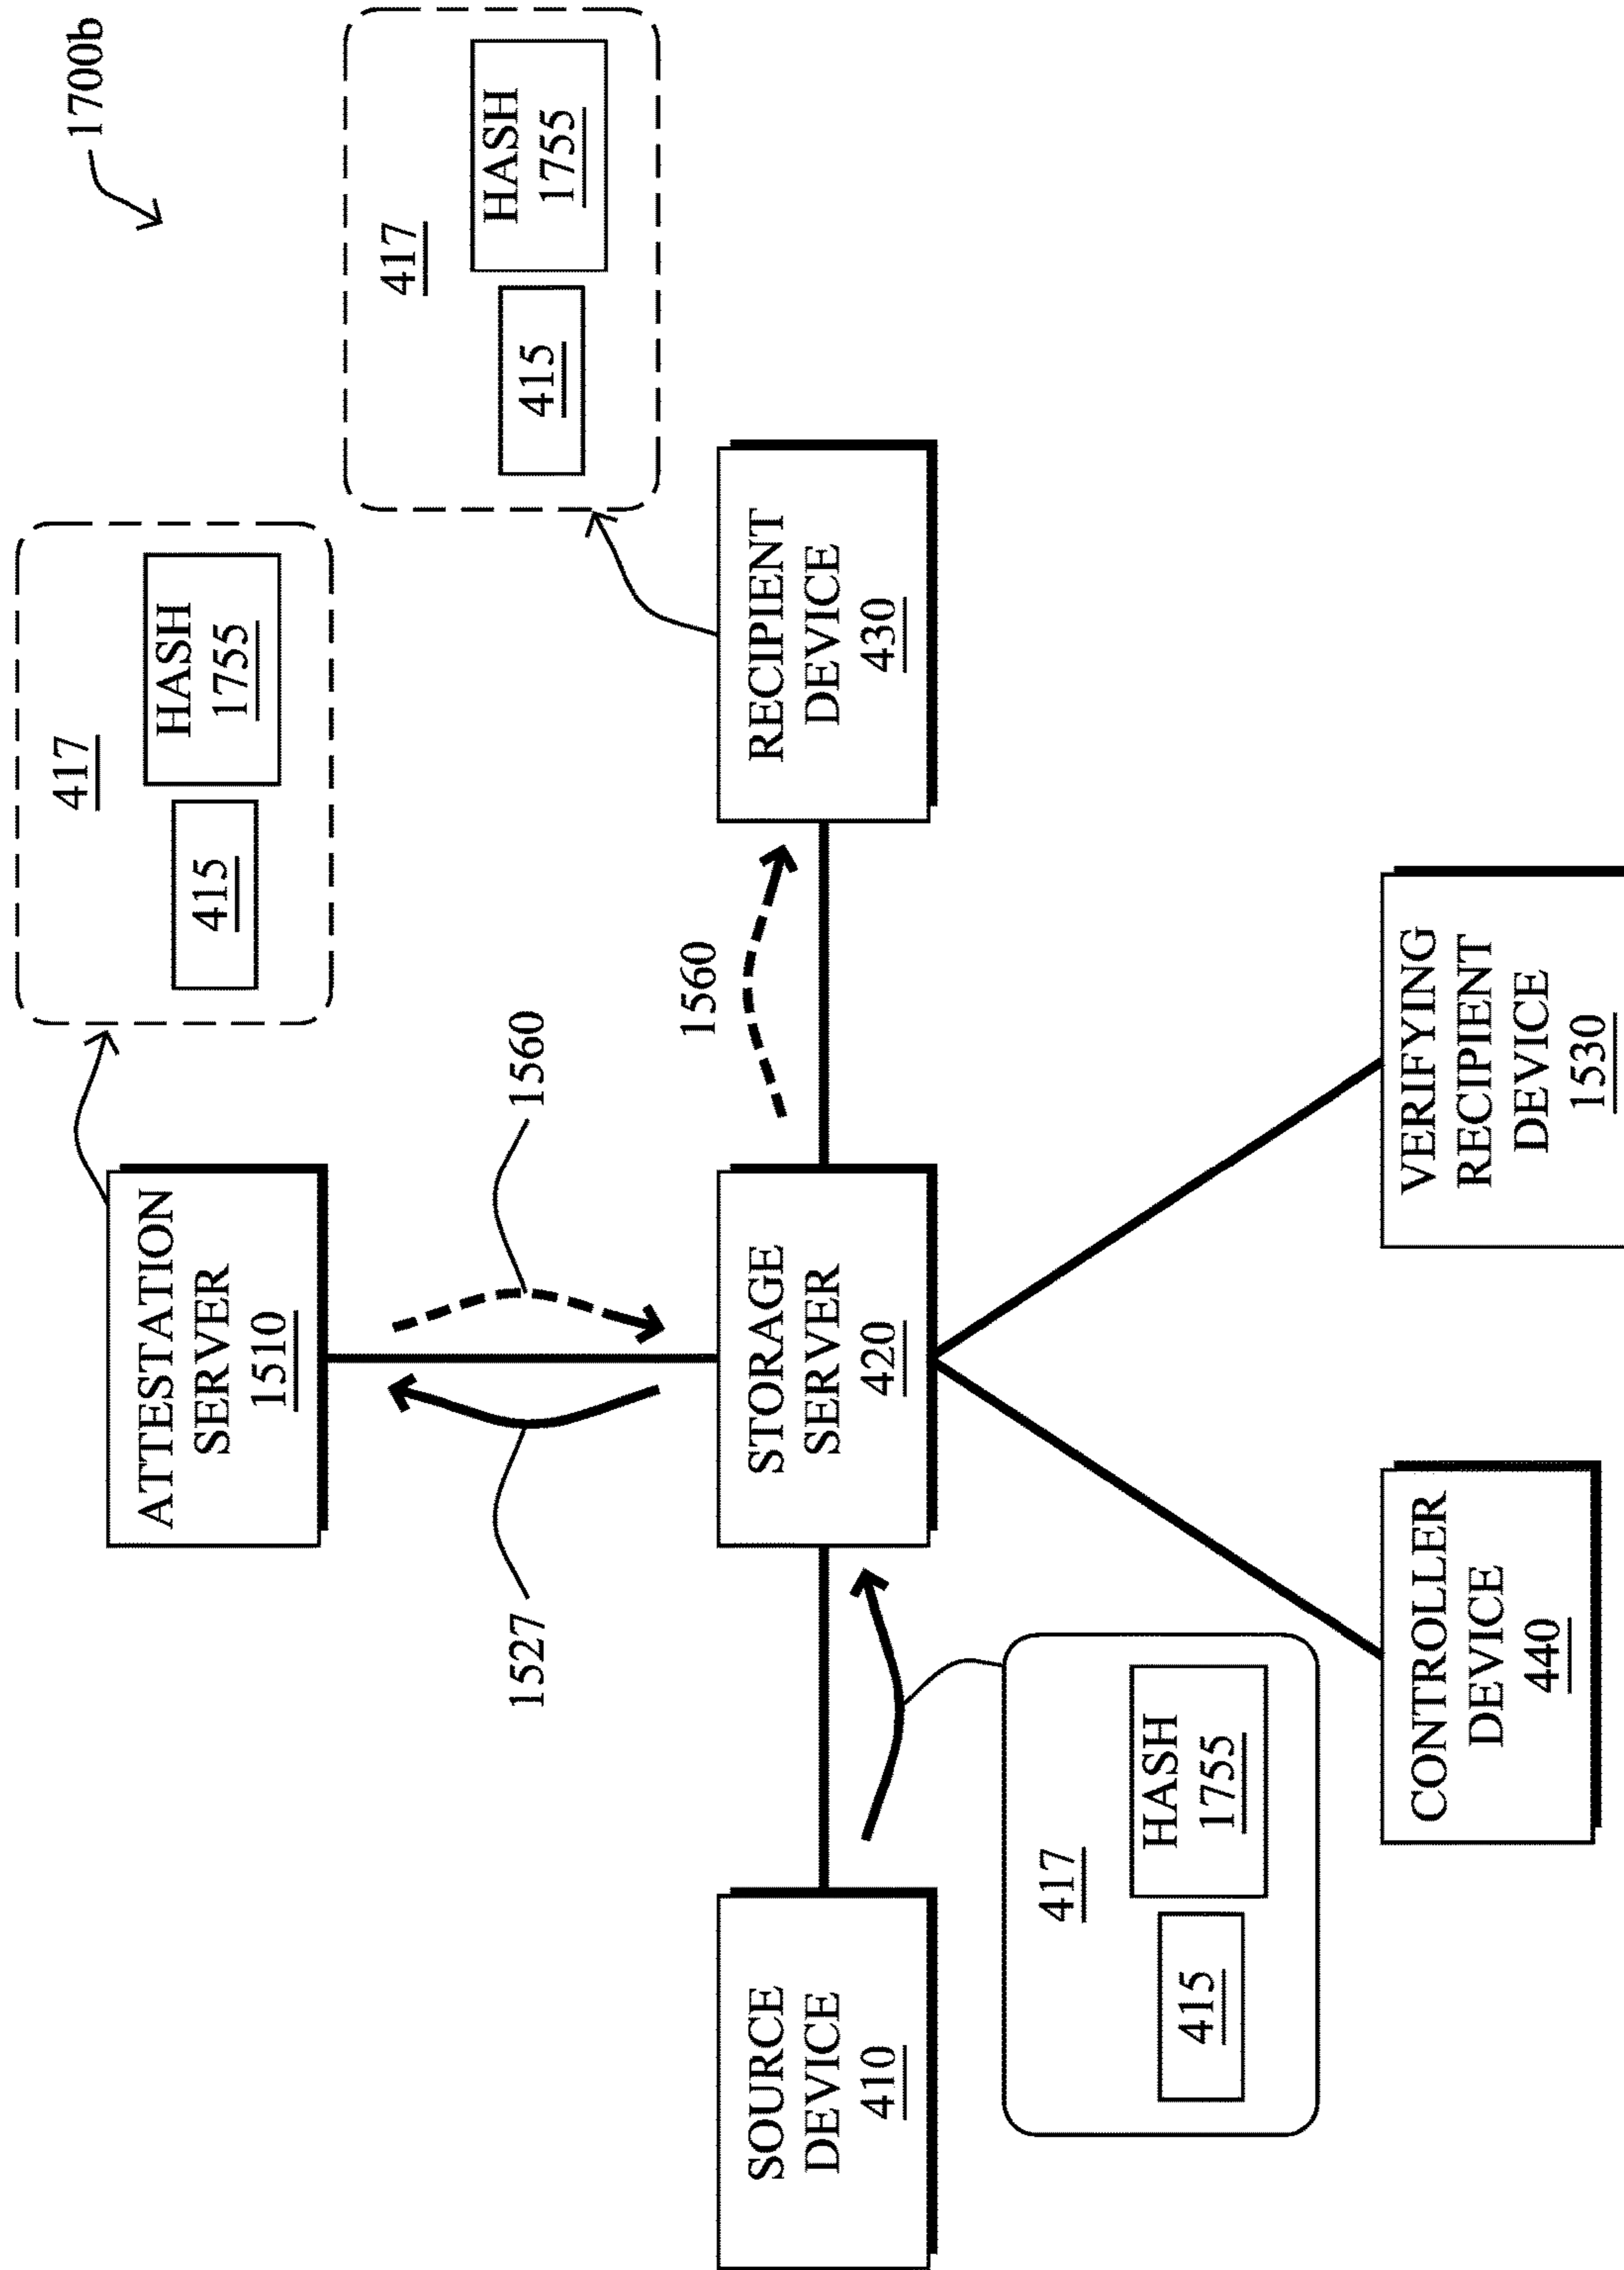 1700b
417
415
HASH
1755
417
415
HASH
1755
ATTESTATION
SERVER
1510
1527
1560
1560
SOURCE
DEVICE
410
STORAGE
SERVER
420
RECIPIENT
DEVICE
430
417
415
HASH
1755
CONTROLLER
DEVICE
440
VERIFYING
RECIPIENT
DEVICE
1530